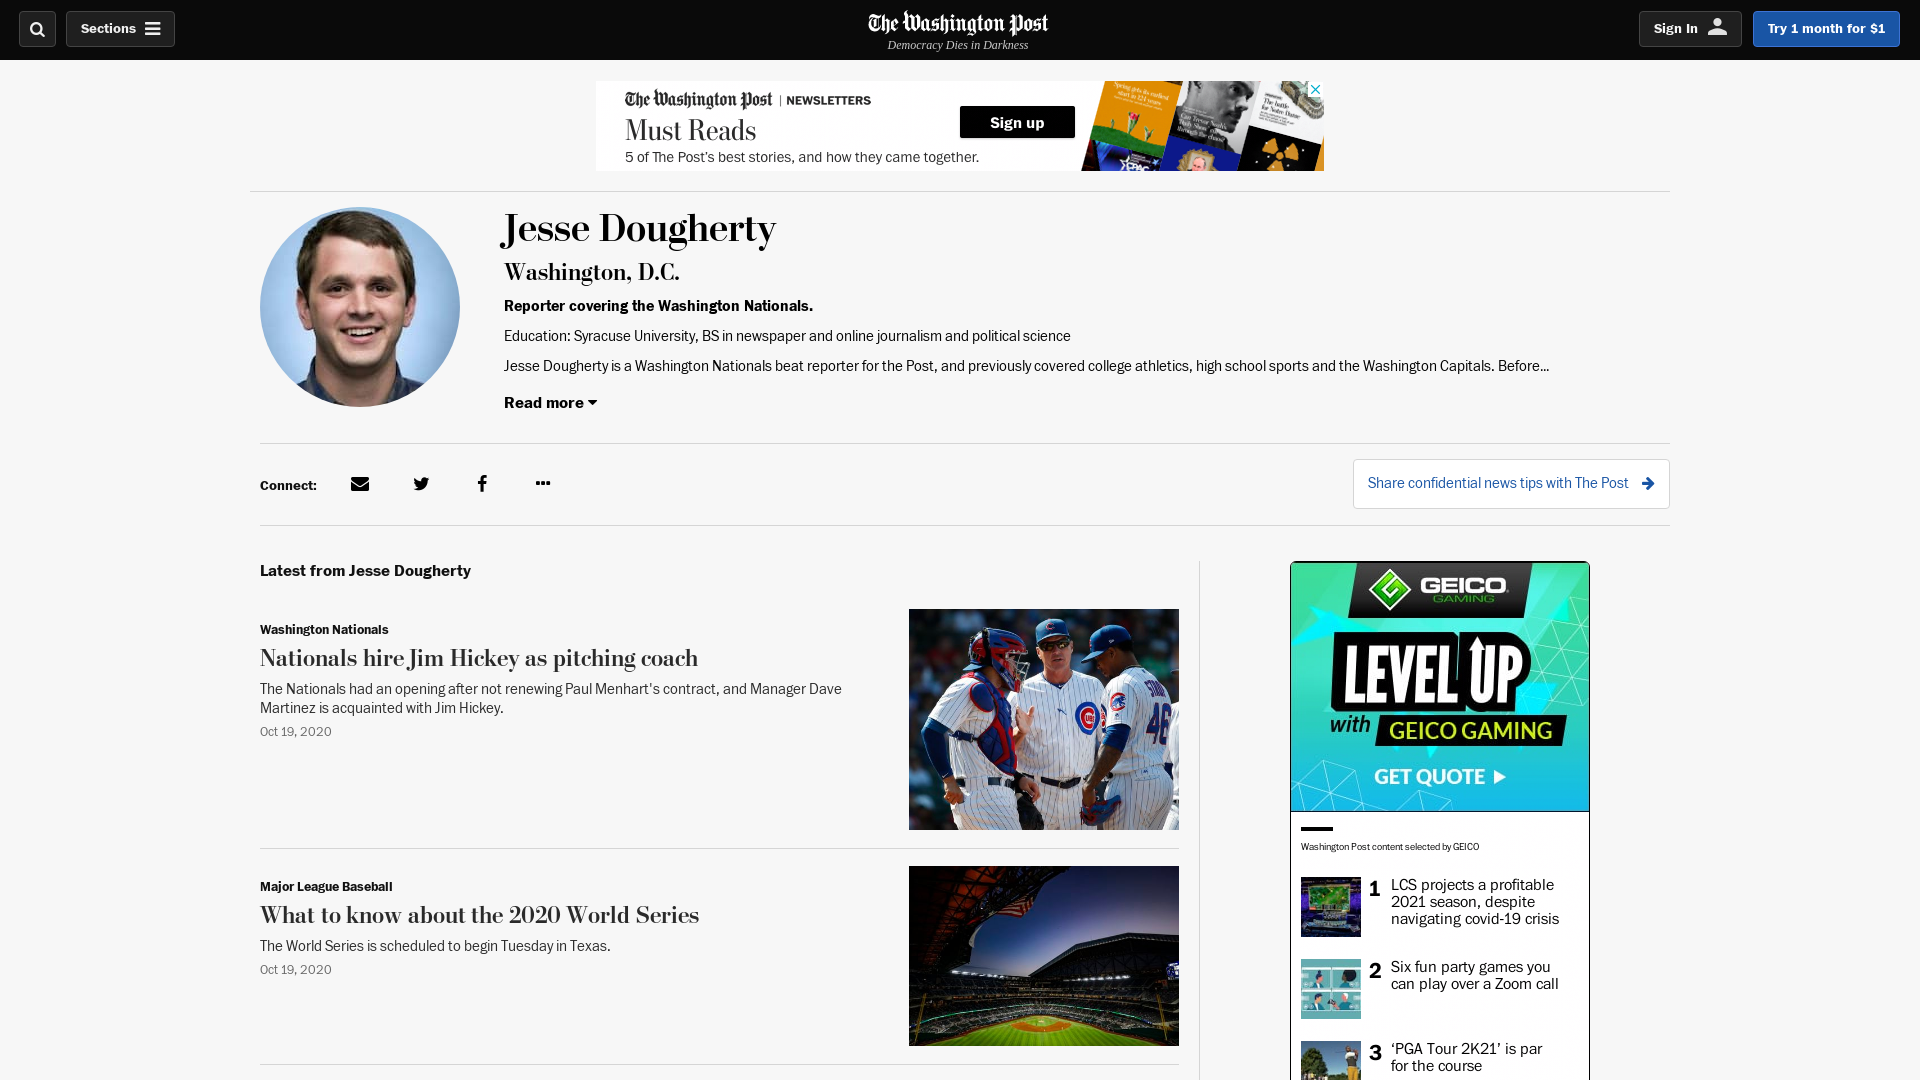 Sections
The Washington Post
Democracy Dies in Darkness
Sign In
Try 1 month for $1
The Washington Post | NEWSLETTERS
Must Reads
5 of The Post's best stories, and how they came together.
Sign up
Jesse Dougherty
Washington, D.C.
Reporter covering the Washington Nationals.
Education: Syracuse University, BS in newspaper and online journalism and political science
Jesse Dougherty is a Washington Nationals beat reporter for the Post, and previously covered college athletics, high school sports and the Washington Capitals. Before...
Read more
Connect:
Share confidential news tips with The Post
Latest from Jesse Dougherty
Washington Nationals
Nationals hire Jim Hickey as pitching coach
The Nationals had an opening after not renewing Paul Menhart's contract, and Manager Dave
Martinez is acquainted with Jim Hickey.
Oct 19, 2020
Major League Baseball
What to know about the 2020 World Series
The World Series is scheduled to begin Tuesday in Texas.
Oct 19, 2020
GEICO
GAMING
LEVEL UP
with GEICO GAMING
GET QUOTE
Washington Post content selected by GEICO
1 LCS projects a profitable
2021 season, despite
navigating covid-19 crisis
2 Six fun party games you
can play over a Zoom call
3 ‘PGA Tour 2K21’ is par
for the course